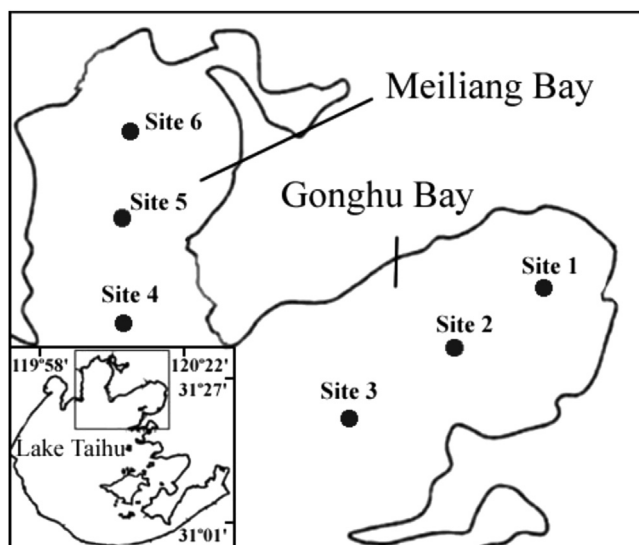 Meiliang Bay
Site 6
Gonghu Bay
Site 5
Site 1
Site 4
Site 2
119°58'
120°22'
31°27'
Site 3
Lake Taihu
31°01'